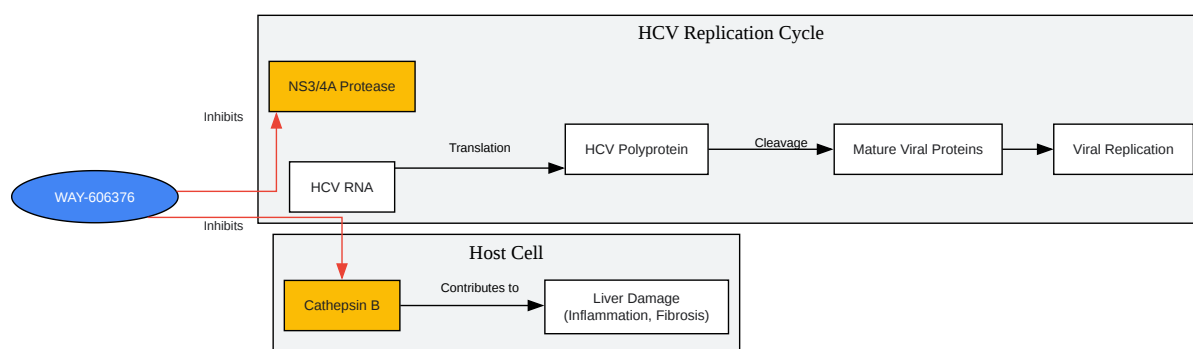 HCV Replication Cycle
NS3/4A Protease
Inhibits
Translation
HCV Polyprotein
Cleavage
Mature Viral Proteins
Viral Replication
HCV RNA
WAY-606376
Inhibits
Host Cell
Cathepsin B
Contributes to
Liver Damage
(Inflammation, Fibrosis)